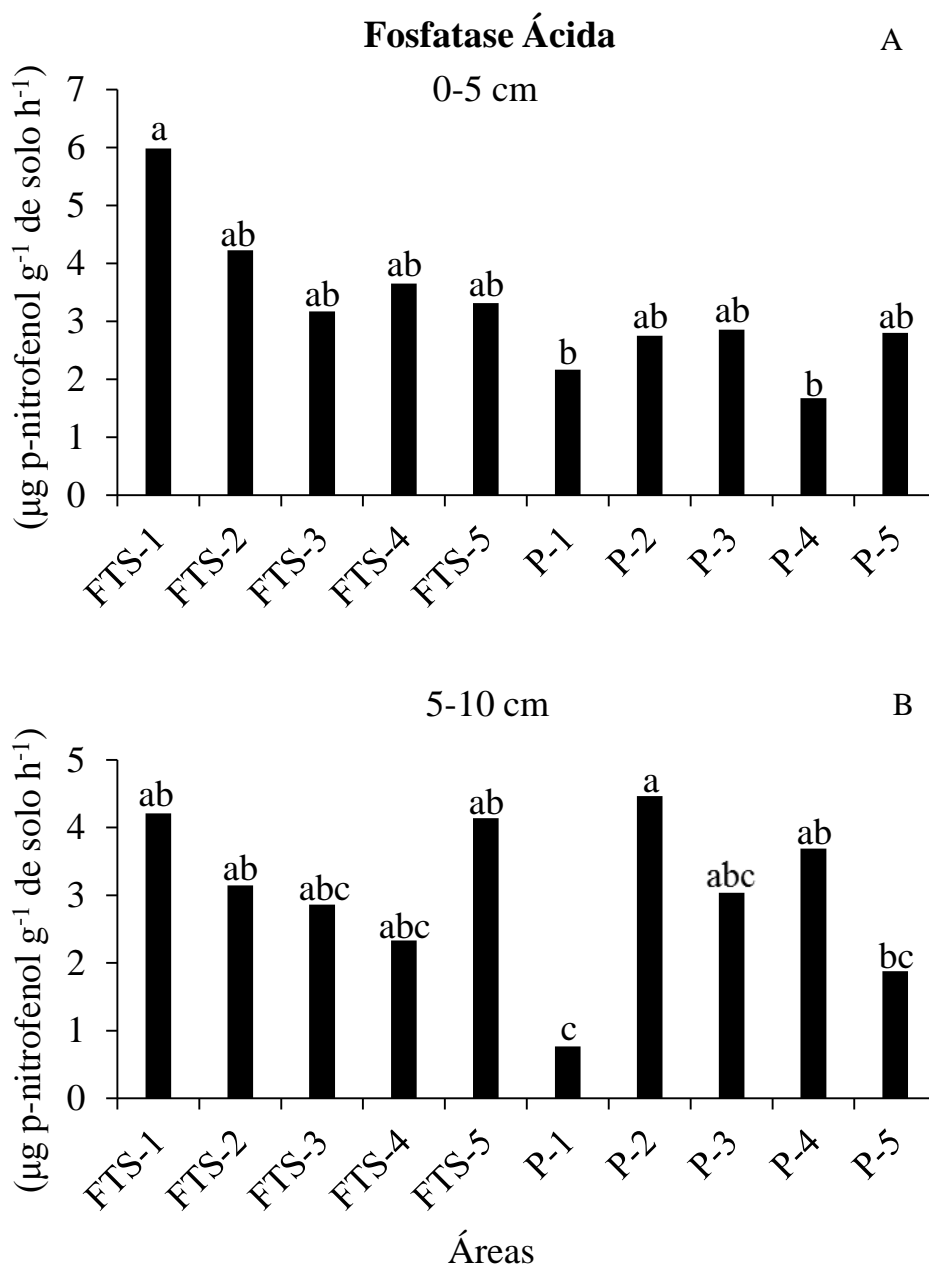 Fosfatase Ácida
A
0-5 cm
(µg p-nitrofenol g⁻¹ de solo h⁻¹)
7
6
5
4
3
2
1
0
a
ab
ab
ab
ab
b
ab
ab
b
ab
FTS-1
FTS-2
FTS-3
FTS-4
FTS-5
P-1
P-2
P-3
P-4
P-5
5-10 cm
B
(µg p-nitrofenol g⁻¹ de solo h⁻¹)
5
4
3
2
1
0
ab
ab
abc
abc
ab
c
a
abc
ab
bc
FTS-1
FTS-2
FTS-3
FTS-4
FTS-5
P-1
P-2
P-3
P-4
P-5
Áreas